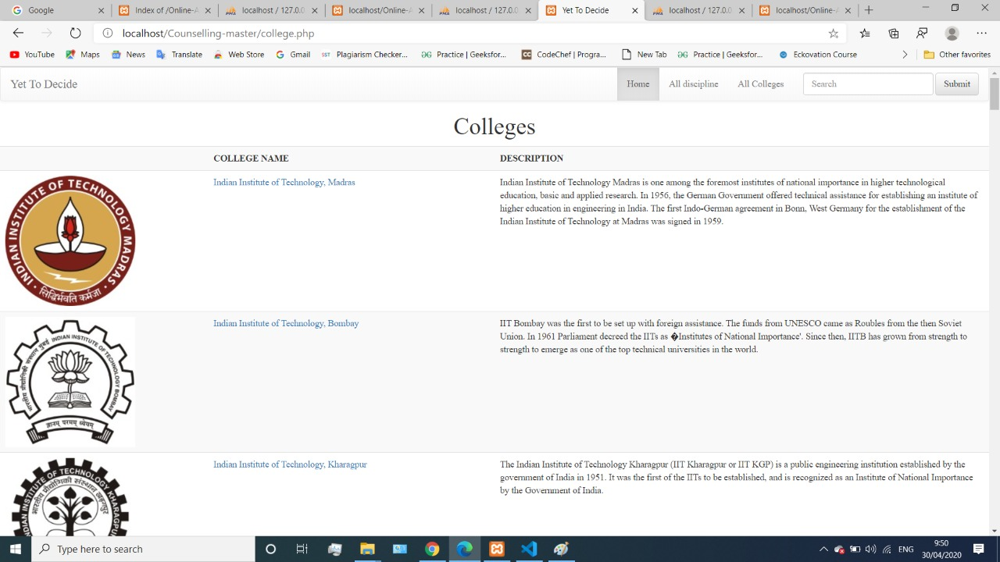 Google
Index of /Online-A
localhost / 127.0.0
localhost/Online-A
localhost / 127.0.0
Yet To Decide
localhost / 127.0.0
localhost/Online-A
localhost/Counselling-master/college.php
YouTube
Maps
News
Translate
Web Store
Gmail
SST
Plagiarism Checker...
Practice | Geeksfor...
CodeChef | Progra...
New Tab
Practice | Geeksfor...
Eckovation Course
Other favorites
Yet To Decide
Home
All discipline
All Colleges
Search
Submit
Colleges
COLLEGE NAME
DESCRIPTION
INDIAN INSTITUTE OF TECHNOLOGY MADRAS
सिद्धिर्भवति कर्मजा
Indian Institute of Technology, Madras
Indian Institute of Technology Madras is one among the foremost institutes of national importance in higher technological
education, basic and applied research. In 1956, the German Government offered technical assistance for establishing an institute of
higher education in engineering in India. The first Indo-German agreement in Bonn, West Germany for the establishment of the
Indian Institute of Technology at Madras was signed in 1959.
भारतीय प्रौद्योगिकी संस्थान मुंबई
INDIAN INSTITUTE OF TECHNOLOGY BOMBAY
ज्ञानम् परमम् ध्येयम्
Indian Institute of Technology, Bombay
IIT Bombay was the first to be set up with foreign assistance. The funds from UNESCO came as Roubles from the then Soviet
Union. In 1961 Parliament decreed the IITs as �Institutes of National Importance'. Since then, IITB has grown from strength to
strength to emerge as one of the top technical universities in the world.
INDIAN INSTITUTE OF TECHNOLOGY KHARAGPUR
भारतीय प्रौद्योगिकी संस्थान खड़गपुर
Indian Institute of Technology, Kharagpur
The Indian Institute of Technology Kharagpur (IIT Kharagpur or IIT KGP) is a public engineering institution established by the
government of India in 1951. It was the first of the IITs to be established, and is recognized as an Institute of National Importance
by the Government of India.
Type here to search
ENG
9:50
30/04/2020